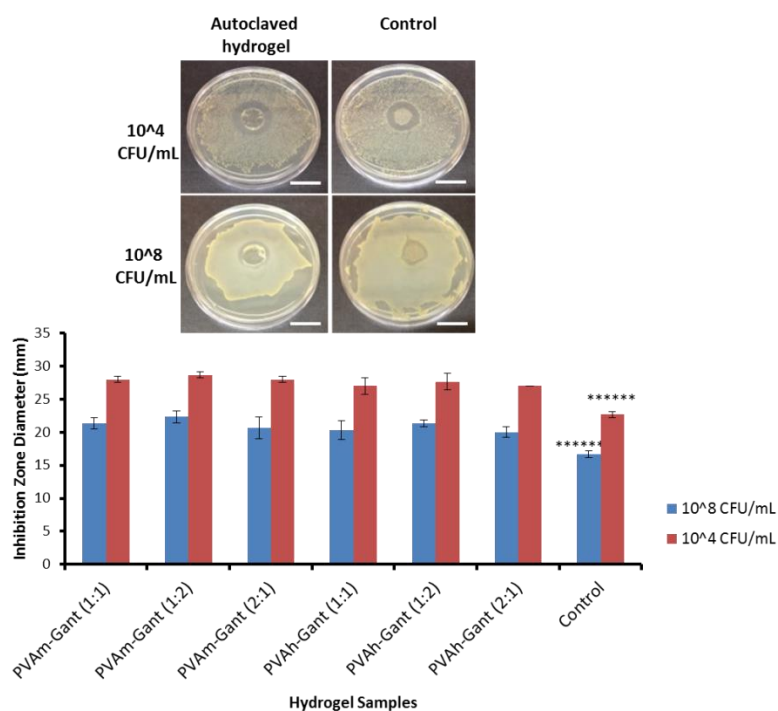 Autoclaved
hydrogel
Control
10^4
CFU/mL
10^8
CFU/mL
35
30
25
20
15
10
5
0
Inhibition Zone Diameter (mm)
******
******
10^8 CFU/mL
10^4 CFU/mL
PVAm-Gant (1:1)
PVAm-Gant (1:2)
PVAm-Gant (2:1)
PVAh-Gant (1:1)
PVAh-Gant (1:2)
PVAh-Gant (2:1)
Control
Hydrogel Samples